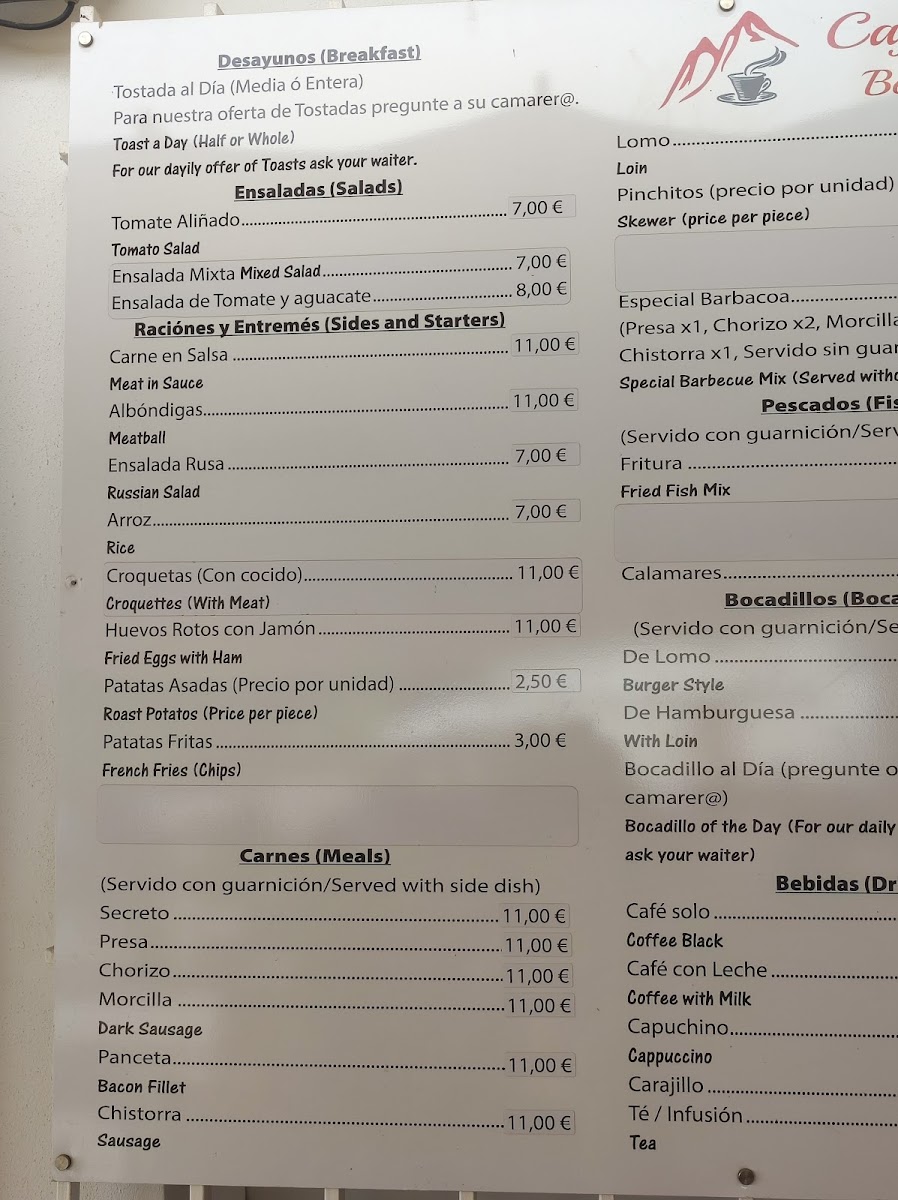 Desayunos (Breakfast)
Tostada al Día (Media ó Entera)
Para nuestra oferta de Tostadas pregunte a su camarer@.
Toast a Day (Half or Whole)
For our dayily offer of Toasts ask your waiter.
Ensaladas (Salads)
Tomate Aliñado 7,00 €
Tomato Salad
Ensalada Mixta Mixed Salad 7,00 €
Ensalada de Tomate y aguacate 8,00 €
Raciónes y Entremés (Sides and Starters)
Carne en Salsa 11,00 €
Meat in Sauce
Albóndigas 11,00 €
Meatball
Ensalada Rusa 7,00 €
Russian Salad
Arroz 7,00 €
Rice
Croquetas (Con cocido) 11,00 €
Croquettes (With Meat)
Huevos Rotos con Jamón 11,00 €
Fried Eggs with Ham
Patatas Asadas (Precio por unidad) 2,50 €
Roast Potatos (Price per piece)
Patatas Fritas 3,00 €
French Fries (Chips)
Carnes (Meals)
(Servido con guarnición/Served with side dish)
Secreto 11,00 €
Presa 11,00 €
Chorizo 11,00 €
Morcilla 11,00 €
Dark Sausage
Panceta 11,00 €
Bacon Fillet
Chistorra 11,00 €
Sausage
Lomo
Loin
Pinchitos (precio por unidad)
Skewer (price per piece)
Especial Barbacoa
(Presa x1, Chorizo x2, Morcilla
Chistorra x1, Servido sin
Special Barbecue Mix (Served
Pescados
(Servido con guarnición/
Fritura
Fried Fish Mix
Calamares
Bocadillos
(Servido con guarnición/
De Lomo
Burger Style
De Hamburguesa
With Loin
Bocadillo al Día (pregunte
camarer@)
Bocadillo of the Day (For our daily
ask your waiter)
Bebidas
Café solo
Coffee Black
Café con Leche
Coffee with Milk
Capuchino
Cappuccino
Carajillo
Té / Infusión
Tea